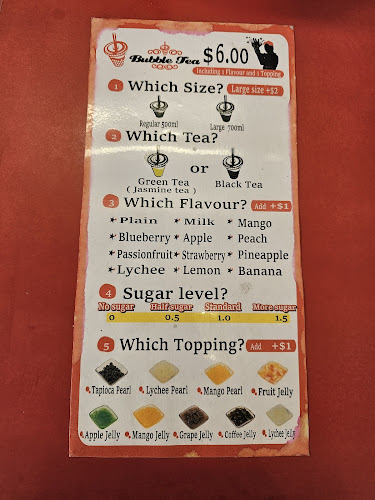 Bubble Tea $6.00
Including 1 Flavour and 1 Topping
1 Which Size? Large size +$2
Regular 500ml Large 700ml
2 Which Tea?
or
Green Tea Black Tea
( Jasmine tea )
3 Which Flavour? Add +$1
* Plain * Milk * Mango
* Blueberry * Apple * Peach
* Passionfruit * Strawberry * Pineapple
* Lychee * Lemon * Banana
4 Sugar level?
No sugar Half sugar Standard More sugar
0 0.5 1.0 1.5
5 Which Topping? Add +$1
Tapioca Pearl Lychee Pearl Mango Pearl Fruit Jelly
Apple Jelly Mango Jelly Grape Jelly Coffee Jelly Lychee Jelly